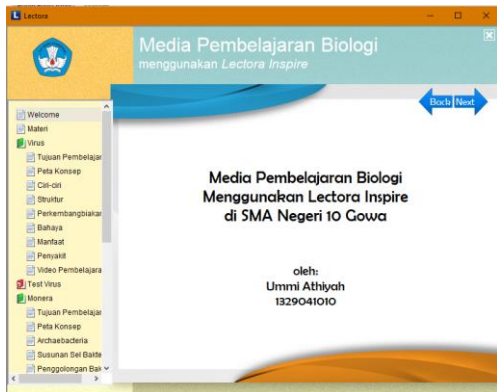 Lectora
Media Pembelajaran Biologi
menggunakan Lectora Inspire
Back Next
Welcome
Materi
Virus
Tujuan Pembelajar
Peta Konsep
Ciri-ciri
Struktur
Perkembangbiakan
Bahaya
Manfaat
Penyakit
Video Pembelajara
Test Virus
Monera
Tujuan Pembelajar
Peta Konsep
Archaebacteria
Susunan Sel Bakte
Penggolongan Bak
Media Pembelajaran Biologi
Menggunakan Lectora Inspire
di SMA Negeri 10 Gowa
oleh:
Ummi Athiyah
1329041010